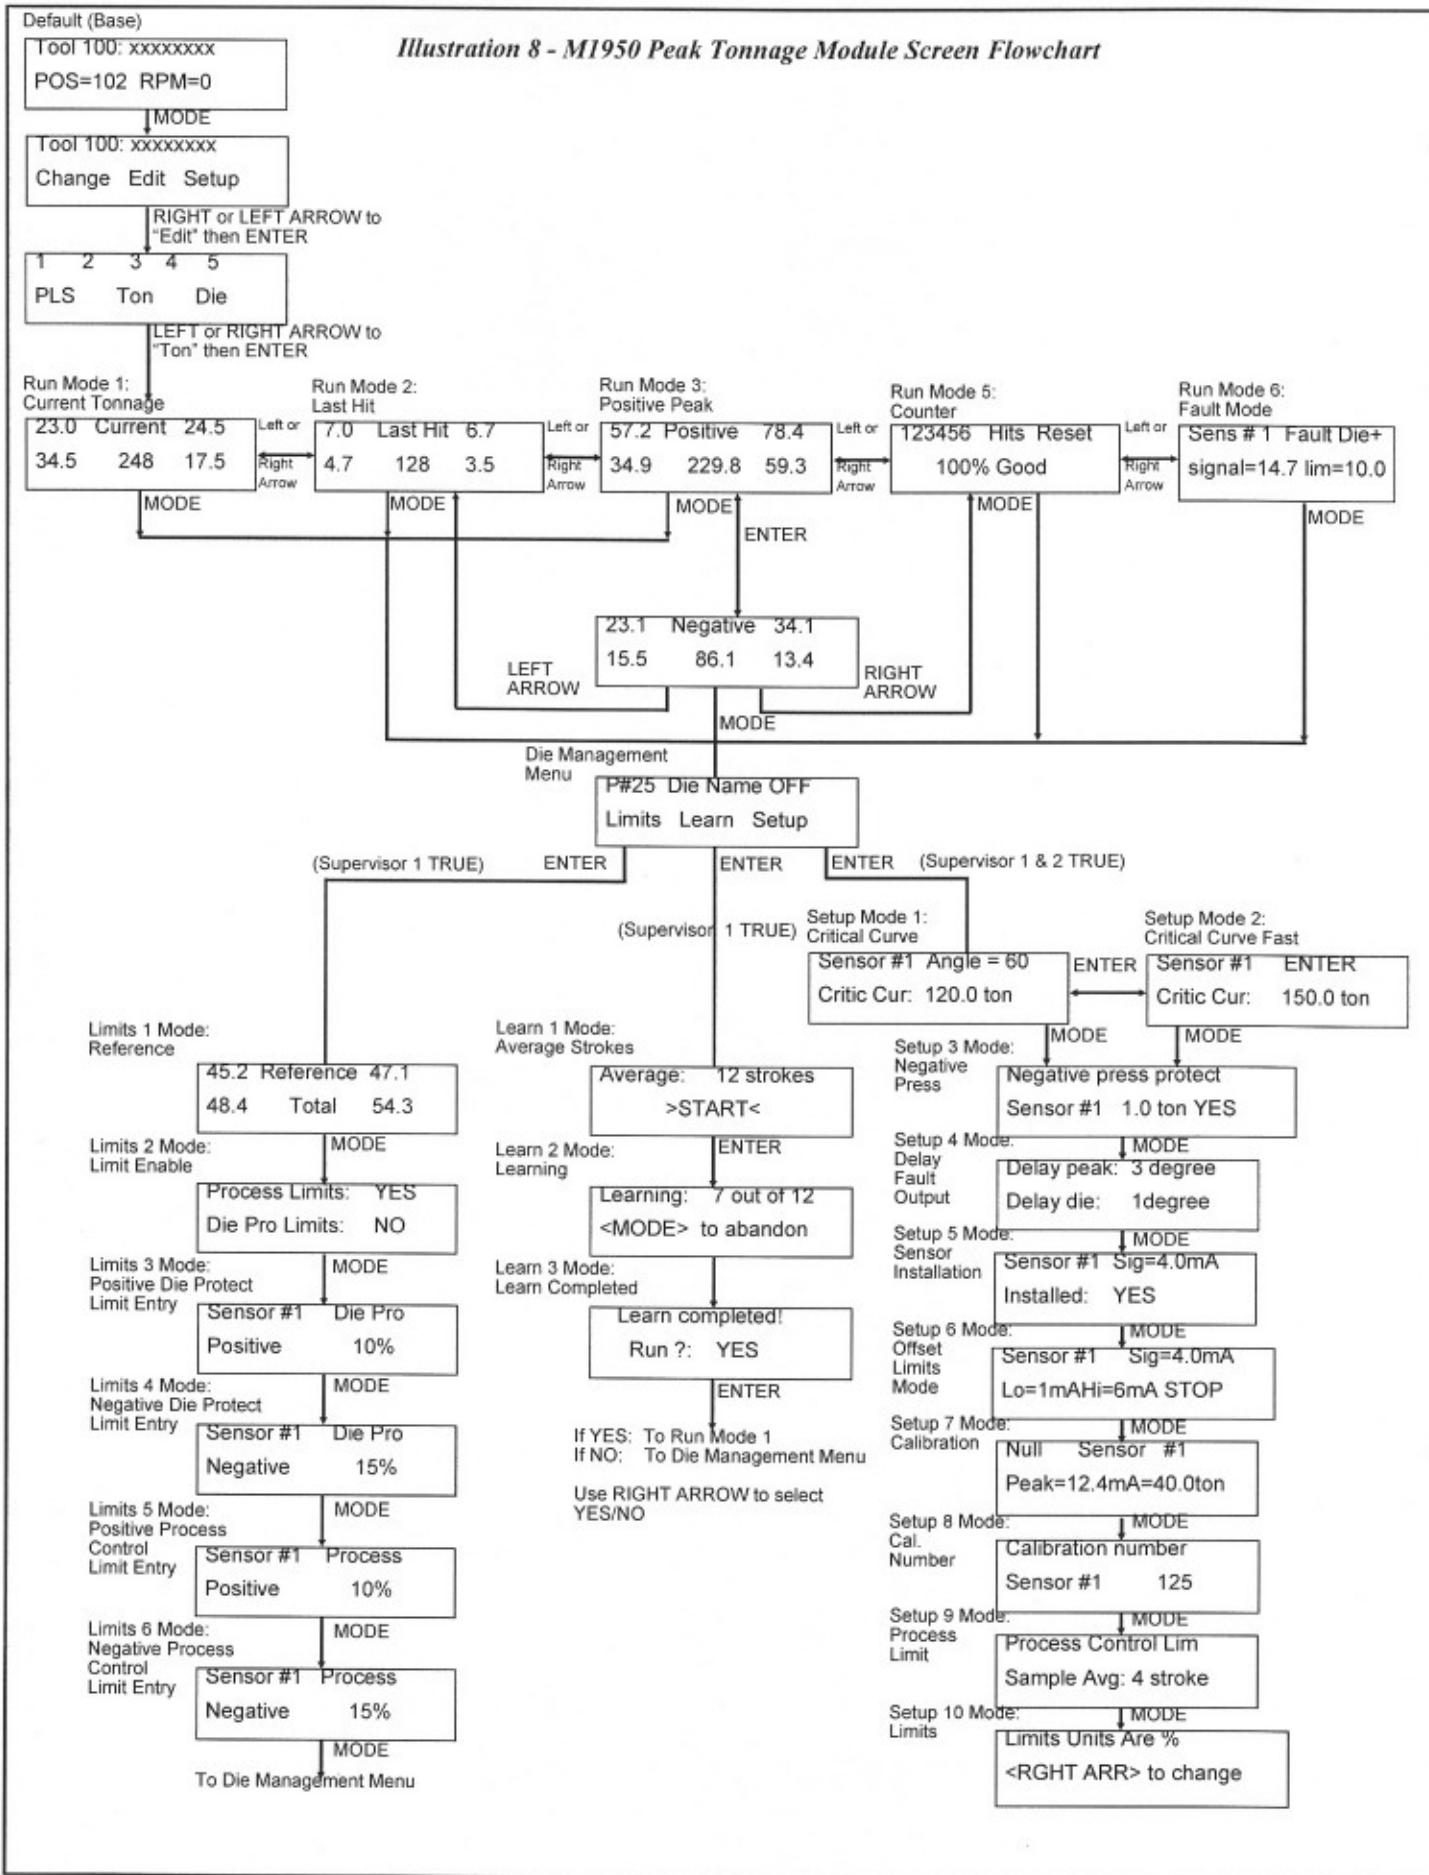 Default (Base)
Illustration 8 - M1950 Peak Tonnage Module Screen Flowchart
Tool 100: xxxxxxxx
POS=102 RPM=0
MODE
Tool 100: xxxxxxxx
Change Edit Setup
RIGHT or LEFT ARROW to
"Edit" then ENTER
1 2 3 4 5
PLS Ton Die
LEFT or RIGHT ARROW to
"Ton" then ENTER
Run Mode 1:
Current Tonnage
23.0 Current 24.5
34.5 248 17.5
MODE
Left or
Right
Arrow
Run Mode 2:
Last Hit
7.0 Last Hit 6.7
4.7 128 3.5
MODE
Left or
Right
Arrow
Run Mode 3:
Positive Peak
57.2 Positive 78.4
34.9 229.8 59.3
MODE
ENTER
Left or
Right
Arrow
Run Mode 5:
Counter
123456 Hits Reset
100% Good
MODE
Left or
Right
Arrow
Run Mode 6:
Fault Mode
Sens # 1 Fault Die+
signal=14.7 lim=10.0
MODE
23.1 Negative 34.1
15.5 86.1 13.4
LEFT
ARROW
RIGHT
ARROW
MODE
Die Management
Menu
P#25 Die Name OFF
Limits Learn Setup
(Supervisor 1 TRUE)
ENTER
ENTER
ENTER
(Supervisor 1 & 2 TRUE)
(Supervisor 1 TRUE)
Limits 1 Mode:
Reference
45.2 Reference 47.1
48.4 Total 54.3
MODE
Limits 2 Mode:
Limit Enable
Process Limits: YES
Die Pro Limits: NO
MODE
Limits 3 Mode:
Positive Die Protect
Limit Entry
Sensor #1 Die Pro
Positive 10%
MODE
Limits 4 Mode:
Negative Die Protect
Limit Entry
Sensor #1 Die Pro
Negative 15%
MODE
Limits 5 Mode:
Positive Process
Control
Limit Entry
Sensor #1 Process
Positive 10%
MODE
Limits 6 Mode:
Negative Process
Control
Limit Entry
Sensor #1 Process
Negative 15%
MODE
To Die Management Menu
Learn 1 Mode:
Average Strokes
Average: 12 strokes
>START<
ENTER
Learn 2 Mode:
Learning
Learning: 7 out of 12
<MODE> to abandon
Learn 3 Mode:
Learn Completed
Learn completed!
Run ?: YES
ENTER
If YES: To Run Mode 1
If NO: To Die Management Menu
Use RIGHT ARROW to select
YES/NO
Setup Mode 1:
Critical Curve
Sensor #1 Angle = 60
Critic Cur: 120.0 ton
MODE
ENTER
Setup Mode 2:
Critical Curve Fast
Sensor #1 ENTER
Critic Cur: 150.0 ton
MODE
Setup 3 Mode:
Negative
Press
Negative press protect
Sensor #1 1.0 ton YES
MODE
Setup 4 Mode:
Delay
Fault
Output
Delay peak: 3 degree
Delay die: 1degree
MODE
Setup 5 Mode:
Sensor
Installation
Sensor #1 Sig=4.0mA
Installed: YES
MODE
Setup 6 Mode:
Offset
Limits
Mode
Sensor #1 Sig=4.0mA
Lo=1mAHi=6mA STOP
MODE
Setup 7 Mode:
Calibration
Null Sensor #1
Peak=12.4mA=40.0ton
MODE
Setup 8 Mode:
Cal.
Number
Calibration number
Sensor #1 125
MODE
Setup 9 Mode:
Process
Limit
Process Control Lim
Sample Avg: 4 stroke
MODE
Setup 10 Mode:
Limits
Limits Units Are %
<RGHT ARR> to change